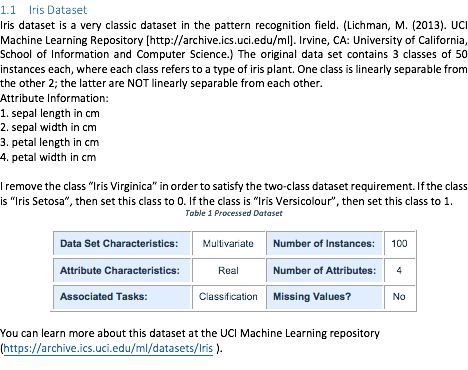 1.1 Iris Dataset
Iris dataset is a very classic dataset in the pattern recognition field. (Lichman, M. (2013). UCI
Machine Learning Repository [http://archive.ics.uci.edu/ml]. Irvine, CA: University of California,
School of Information and Computer Science.) The original data set contains 3 classes of 50
instances each, where each class refers to a type of iris plant. One class is linearly separable from
the other 2; the latter are NOT linearly separable from each other.
Attribute Information:
1. sepal length in cm
2. sepal width in cm
3. petal length in cm
4. petal width in cm
I remove the class “Iris Virginica” in order to satisfy the two-class dataset requirement. If the class
is “Iris Setosa”, then set this class to 0. If the class is “Iris Versicolour”, then set this class to 1.
Table 1 Processed Dataset
Data Set Characteristics: Multivariate Number of Instances: 100
Attribute Characteristics: Real Number of Attributes: 4
Associated Tasks: Classification Missing Values? No
You can learn more about this dataset at the UCI Machine Learning repository
(https://archive.ics.uci.edu/ml/datasets/Iris ).